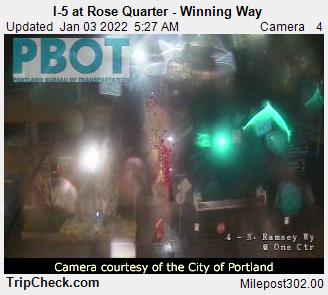 I-5 at Rose Quarter - Winning Way
Updated Jan 03 2022 5:27 AM Camera 4
PBOT
PORTLAND BUREAU OF TRANSPORTATION
4 - N. Ramsey Wy
@ One Ctr
Camera courtesy of the City of Portland
TripCheck.com Milepost302.00